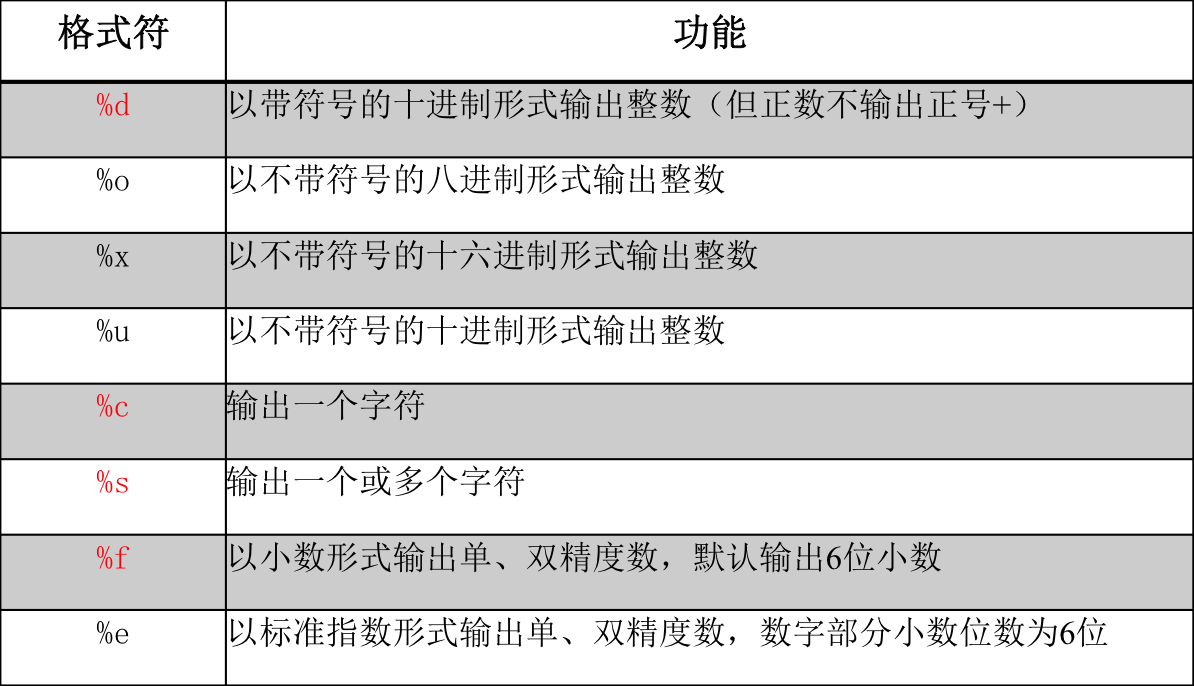 格式符 功能
%d 以带符号的十进制形式输出整数（但正数不输出正号+）
%o 以不带符号的八进制形式输出整数
%x 以不带符号的十六进制形式输出整数
%u 以不带符号的十进制形式输出整数
%c 输出一个字符
%s 输出一个或多个字符
%f 以小数形式输出单、双精度数，默认输出6位小数
%e 以标准指数形式输出单、双精度数，数字部分小数位数为6位